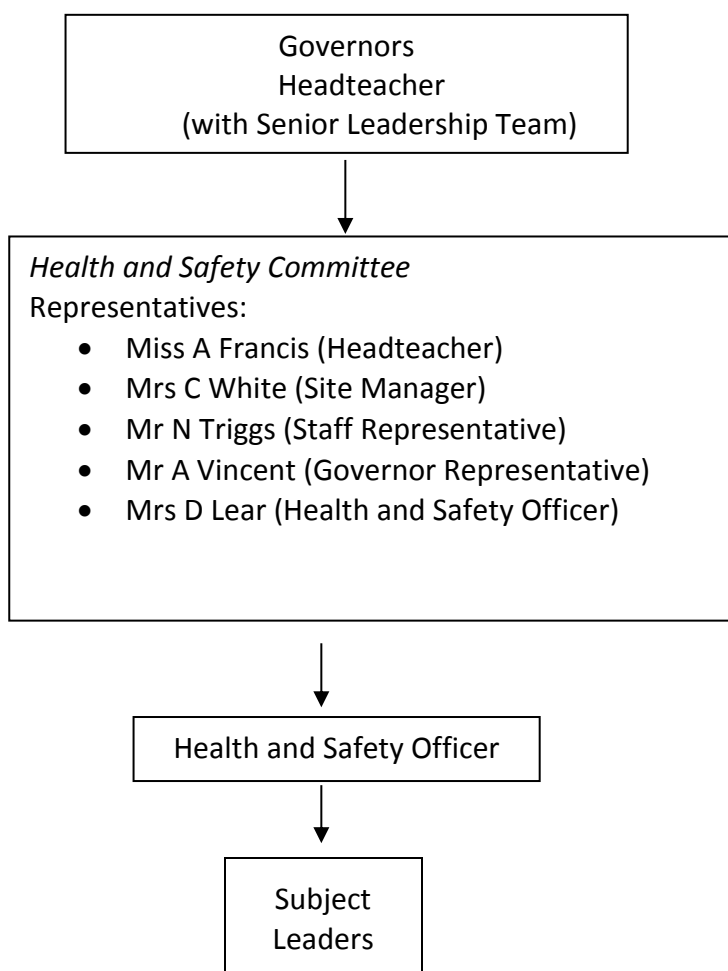 Governors
Headteacher
(with Senior Leadership Team)
Health and Safety Committee
Representatives:
• Miss A Francis (Headteacher)
• Mrs C White (Site Manager)
• Mr N Triggs (Staff Representative)
• Mr A Vincent (Governor Representative)
• Mrs D Lear (Health and Safety Officer)
Health and Safety Officer
Subject
Leaders